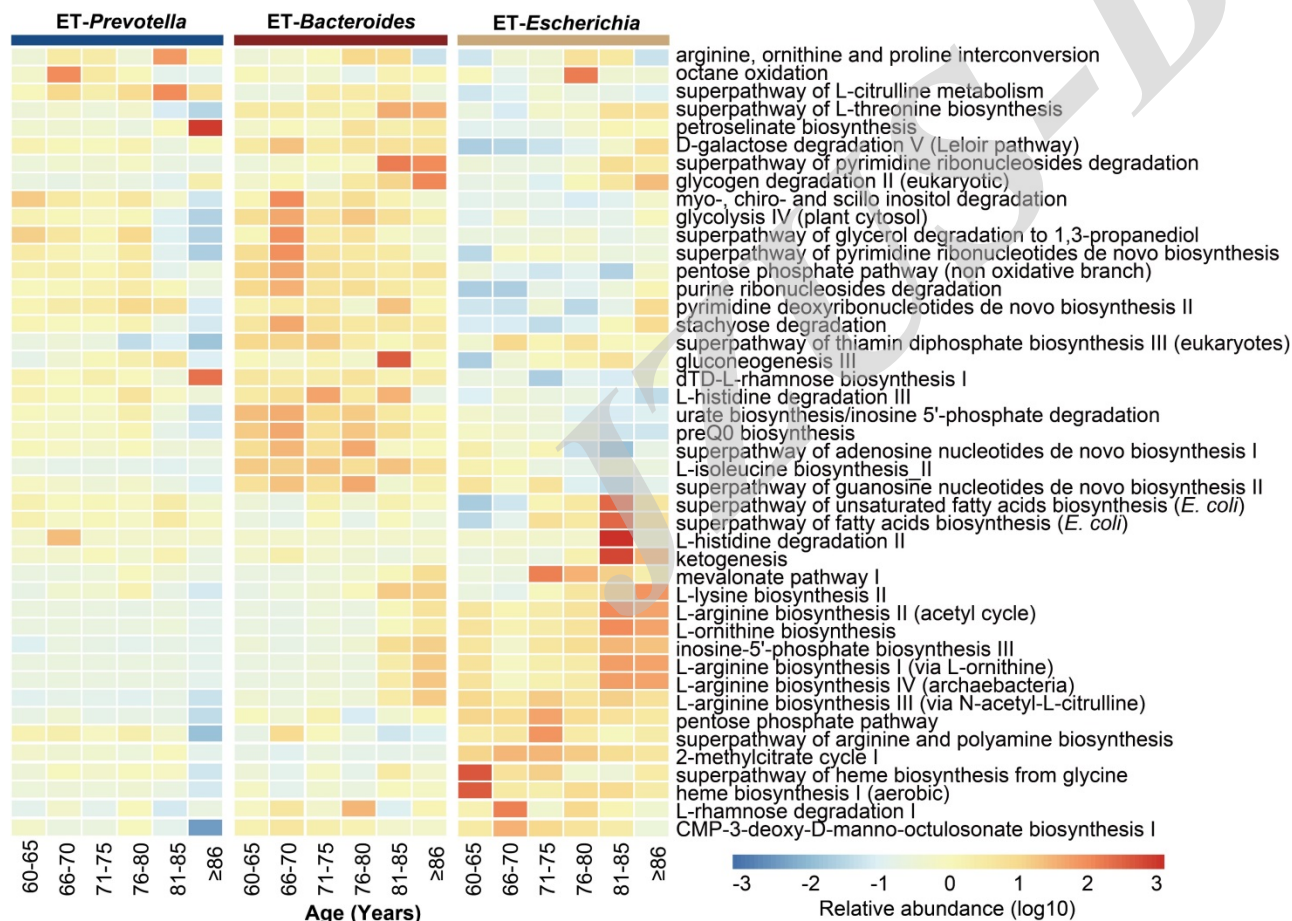 ET-Prevotella ET-Bacteroides ET-Escherichia
arginine, ornithine and proline interconversion
octane oxidation
superpathway of L-citrulline metabolism
superpathway of L-threonine biosynthesis
petroselinate biosynthesis
D-galactose degradation V (Leloir pathway)
superpathway of pyrimidine ribonucleosides degradation
glycogen degradation II (eukaryotic)
myo-, chiro- and scillo inositol degradation
glycolysis IV (plant cytosol)
superpathway of glycerol degradation to 1,3-propanediol
superpathway of pyrimidine ribonucleotides de novo biosynthesis
pentose phosphate pathway (non oxidative branch)
purine ribonucleosides degradation
pyrimidine deoxyribonucleotides de novo biosynthesis II
stachyose degradation
superpathway of thiamin diphosphate biosynthesis III (eukaryotes)
gluconeogenesis III
dTD-L-rhamnose biosynthesis I
L-histidine degradation III
urate biosynthesis/inosine 5'-phosphate degradation
preQ0 biosynthesis
superpathway of adenosine nucleotides de novo biosynthesis I
L-isoleucine biosynthesis_II
superpathway of guanosine nucleotides de novo biosynthesis II
superpathway of unsaturated fatty acids biosynthesis (E. coli)
superpathway of fatty acids biosynthesis (E. coli)
L-histidine degradation II
ketogenesis
mevalonate pathway I
L-lysine biosynthesis II
L-arginine biosynthesis II (acetyl cycle)
L-ornithine biosynthesis
inosine-5'-phosphate biosynthesis III
L-arginine biosynthesis I (via L-ornithine)
L-arginine biosynthesis IV (archaebacteria)
L-arginine biosynthesis III (via N-acetyl-L-citrulline)
pentose phosphate pathway
superpathway of arginine and polyamine biosynthesis
2-methylcitrate cycle I
superpathway of heme biosynthesis from glycine
heme biosynthesis I (aerobic)
L-rhamnose degradation I
CMP-3-deoxy-D-manno-octulosonate biosynthesis I
60-65 66-70 71-75 76-80 81-85 ≥86 60-65 66-70 71-75 76-80 81-85 ≥86 60-65 66-70 71-75 76-80 81-85 ≥86
Age (Years)
-3 -2 -1 0 1 2 3
Relative abundance (log10)